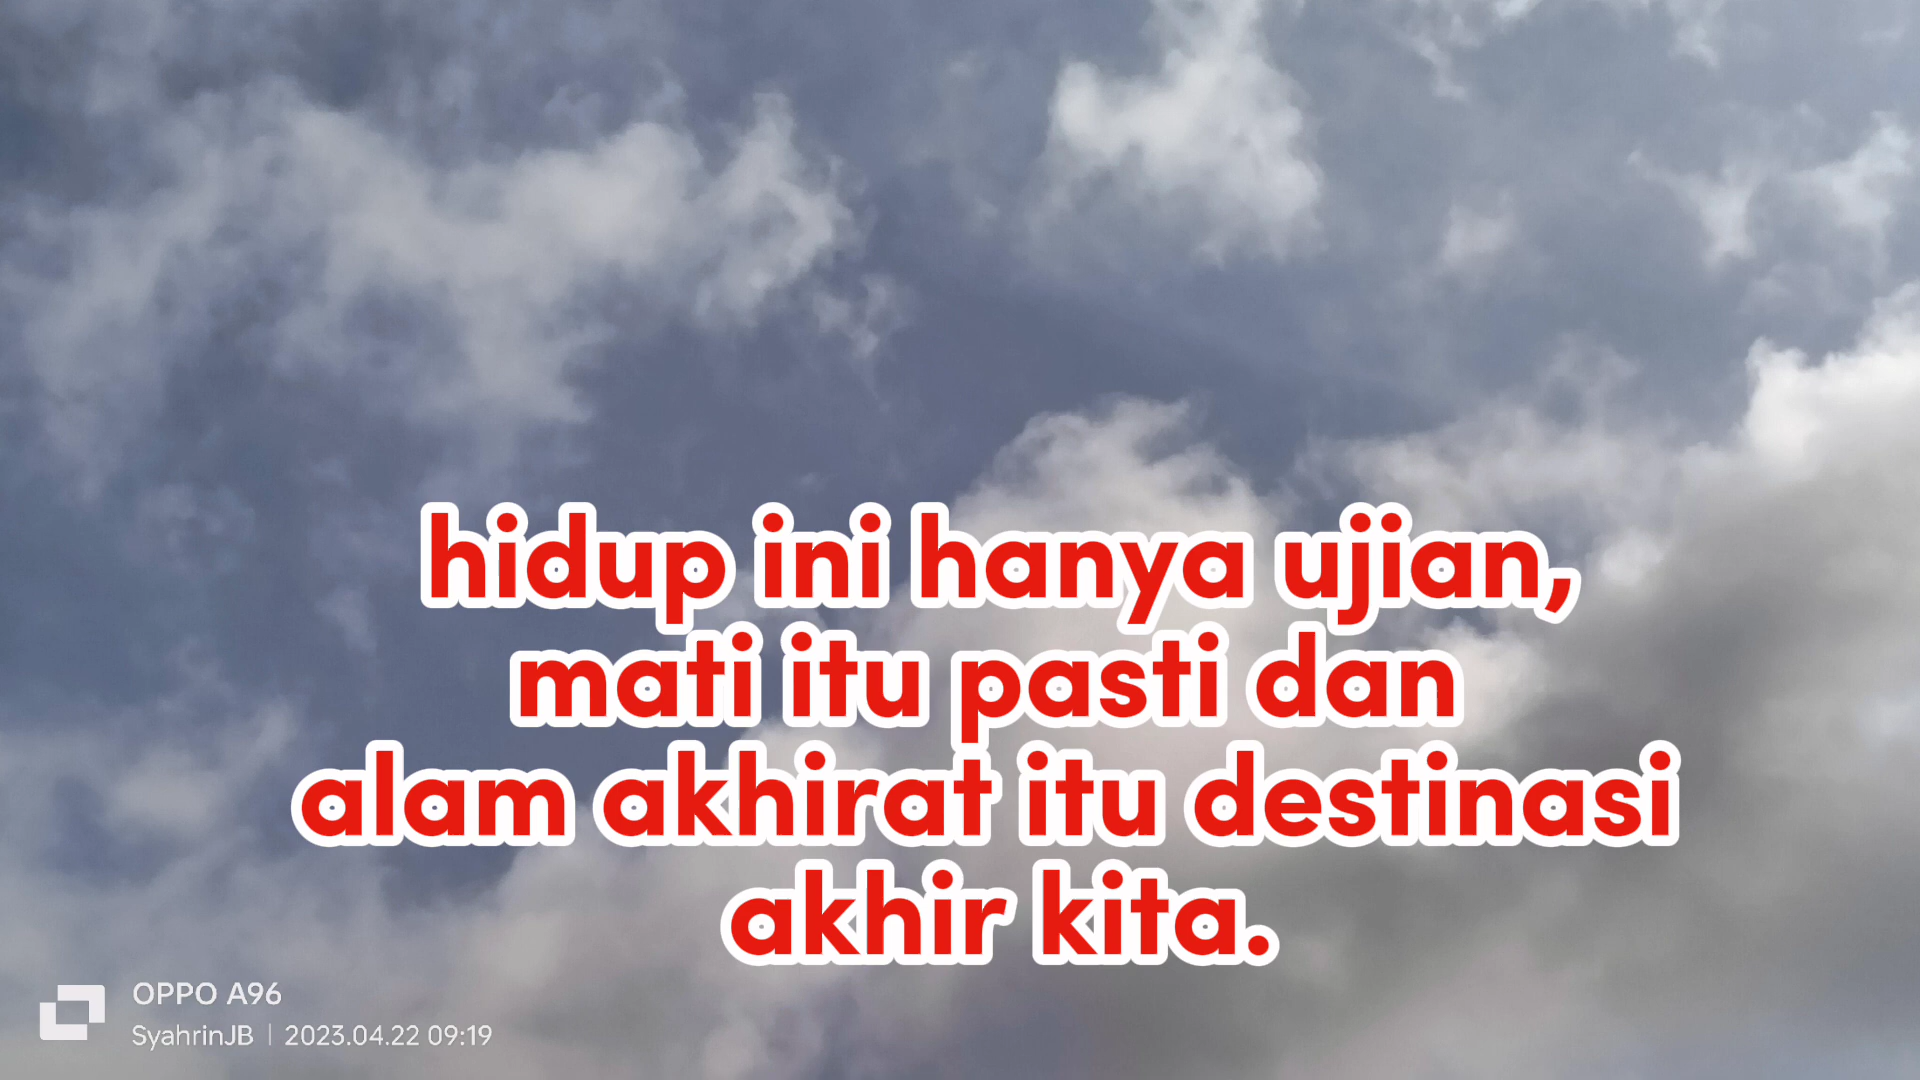 hidup ini hanya ujian,
mati itu pasti dan
alam akhirat itu destinasi
akhir kita.
OPPO A96
SyahrinJB | 2023.04.22 09:19